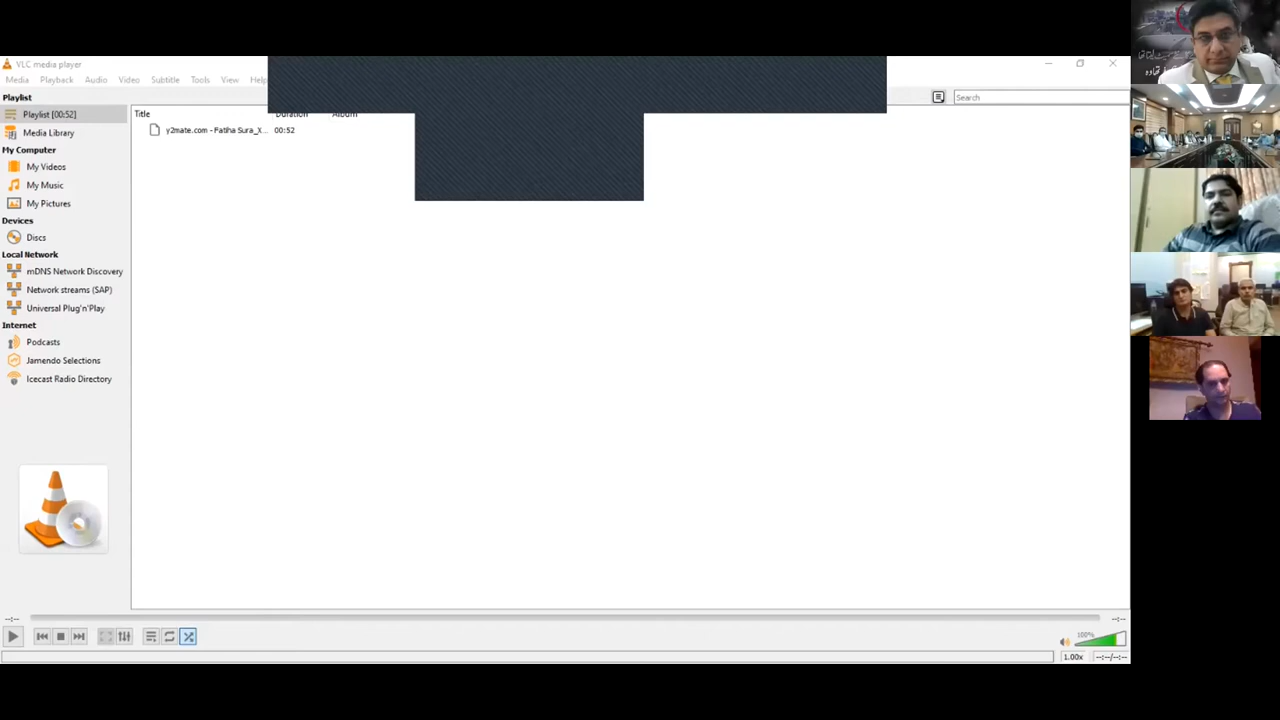 VLC media player
Media Playback Audio Video Subtitle Tools View Help
Playlist
Playlist [00:52]
Media Library
My Computer
My Videos
My Music
My Pictures
Devices
Discs
Local Network
mDNS Network Discovery
Network streams (SAP)
Universal Plug'n'Play
Internet
Podcasts
Jamendo Selections
Icecast Radio Directory
Search
Title Duration Album
y2mate.com - Fatiha Sura_X... 00:52
--:-- --:--
100%
1.00x --:--/--:--